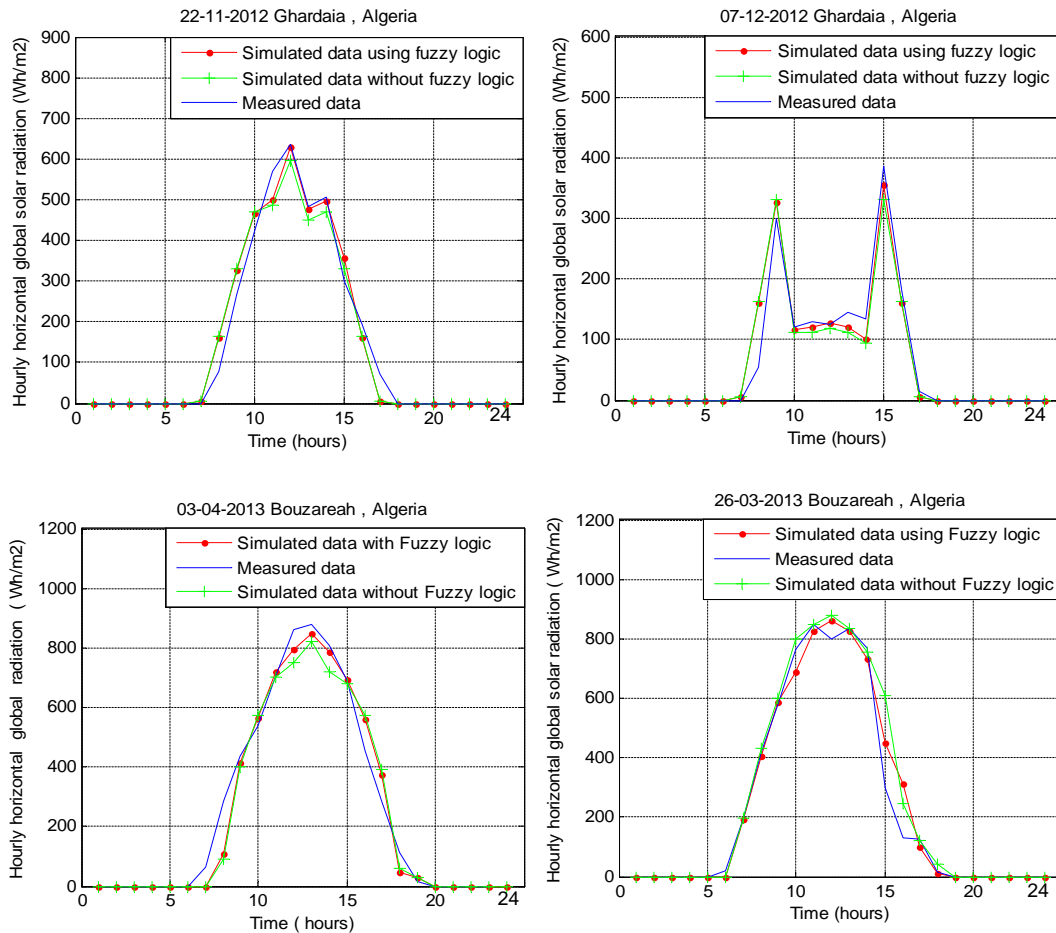 22-11-2012 Ghardaia , Algeria
Hourly horizontal global solar radiation (Wh/m2)
900
800
700
600
500
400
300
200
100
0
Simulated data using fuzzy logic
Simulated data without fuzzy logic
Measured data
0 5 10 15 20 24
Time (hours)
07-12-2012 Ghardaia , Algeria
Hourly horizontal global solar radiation (Wh/m2)
600
500
400
300
200
100
0
Simulated data using fuzzy logic
Simulated data without fuzzy logic
Measured data
0 5 10 15 20 24
Time (hours)
03-04-2013 Bouzareah , Algeria
Hourly horizontal global radiation ( Wh/m2)
1200
1000
800
600
400
200
0
Simulated data with Fuzzy logic
Measured data
Simulated data without Fuzzy logic
0 5 10 15 20 24
Time ( hours)
26-03-2013 Bouzareah , Algeria
Hourly horizontal global solar radiation ( Wh/m2)
1200
1000
800
600
400
200
0
Simulated data using Fuzzy logic
Measured data
Simulated data without Fuzzy logic
0 5 10 15 20 24
Time (hours)